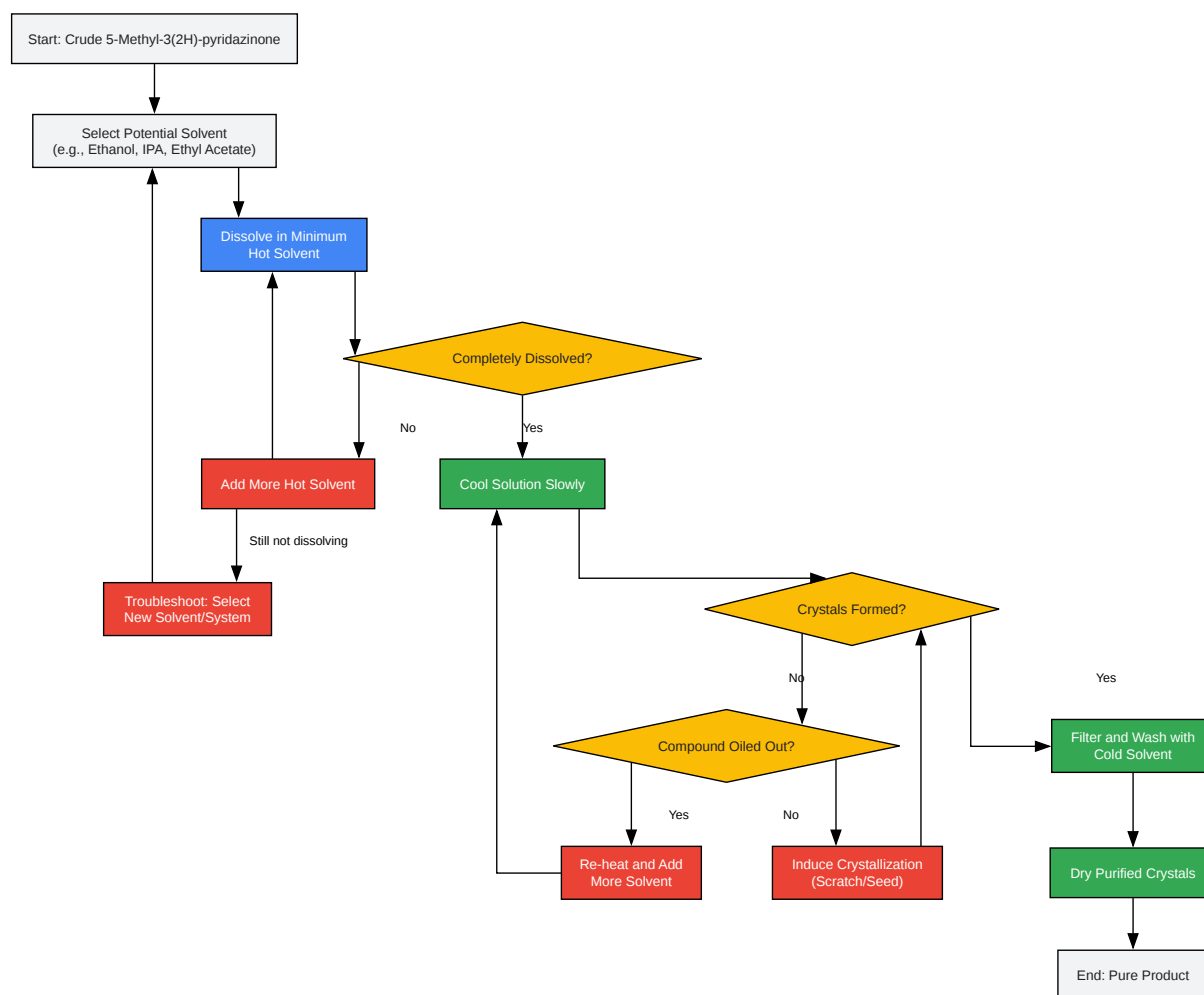 Start: Crude 5-Methyl-3(2H)-pyridazinone
Select Potential Solvent
(e.g., Ethanol, IPA, Ethyl Acetate)
Dissolve in Minimum
Hot Solvent
Completely Dissolved?
No
Yes
Add More Hot Solvent
Cool Solution Slowly
Still not dissolving
Troubleshoot: Select
New Solvent/System
Crystals Formed?
No
Yes
Compound Oiled Out?
Filter and Wash with
Cold Solvent
Yes
No
Re-heat and Add
More Solvent
Induce Crystallization
(Scratch/Seed)
Dry Purified Crystals
End: Pure Product